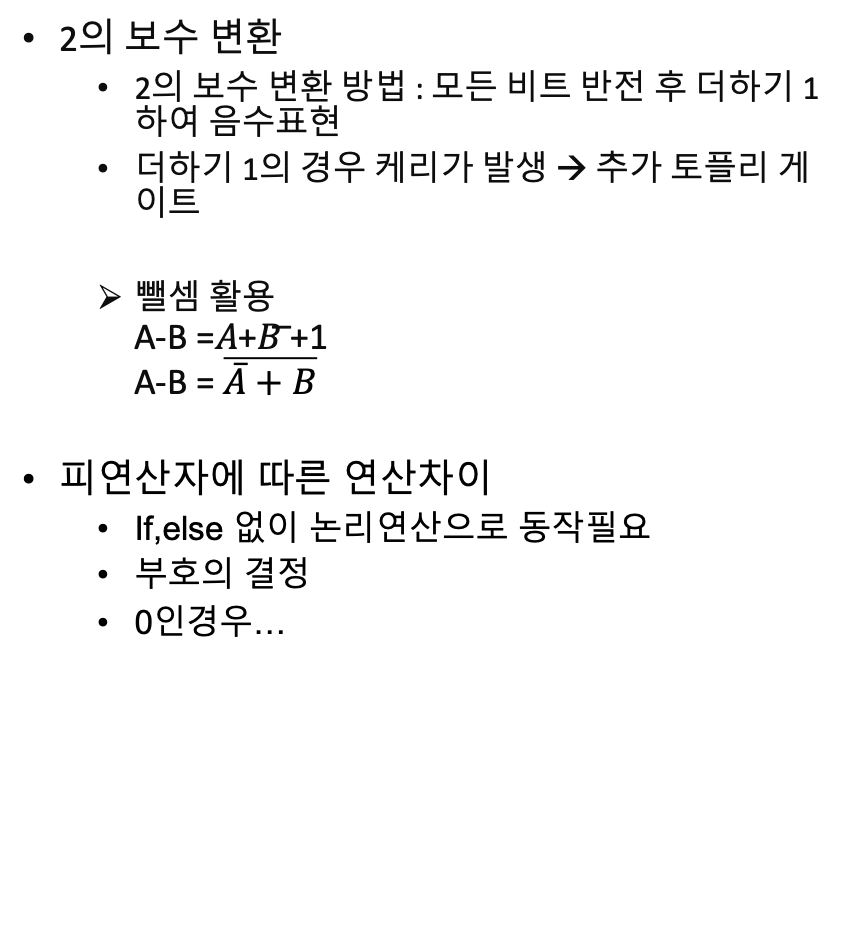 • 2의 보수 변환
• 2의 보수 변환 방법 : 모든 비트 반전 후 더하기 1
하여 음수표현
• 더하기 1의 경우 케리가 발생 → 추가 토플리 게
이트
➢ 뺄셈 활용
A-B =A+B̅+1
A-B = \overline{\bar{A} + B}
• 피연산자에 따른 연산차이
• If,else 없이 논리연산으로 동작필요
• 부호의 결정
• 0인경우…